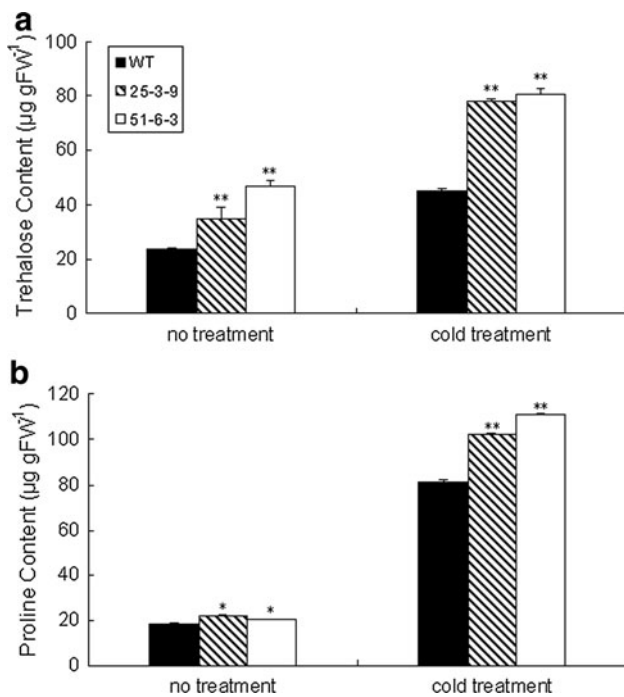 a
Trehalose Content (µg gFW⁻¹)
100
80
60
40
20
0
WT
25-3-9
51-6-3
**
**
**
**
no treatment
cold treatment
b
Proline Content (µg gFW⁻¹)
120
100
80
60
40
20
0
*
*
**
**
no treatment
cold treatment